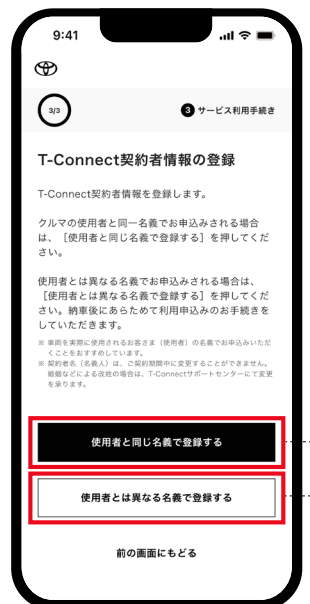 9:41
3/3
3 サービス利用手続き
T-Connect契約者情報の登録
T-Connect契約者情報を登録します。
クルマの使用者と同一名義でお申込みされる場合
は、［使用者と同じ名義で登録する］を押してくだ
さい。
使用者とは異なる名義でお申込みされる場合は、
［使用者とは異なる名義で登録する］を押してくだ
さい。納車後にあらためて利用申込みのお手続きを
していただきます。
※ 車両を実際に使用されるお客さま（使用者）の名義でお申込みいただ
くことをおすすめしています。
※ 契約者名（名義人）は、ご契約期間中に変更することができません。
婚姻などによる改姓の場合は、T-Connectサポートセンターにて変更
を承ります。
使用者と同じ名義で登録する
使用者とは異なる名義で登録する
前の画面にもどる